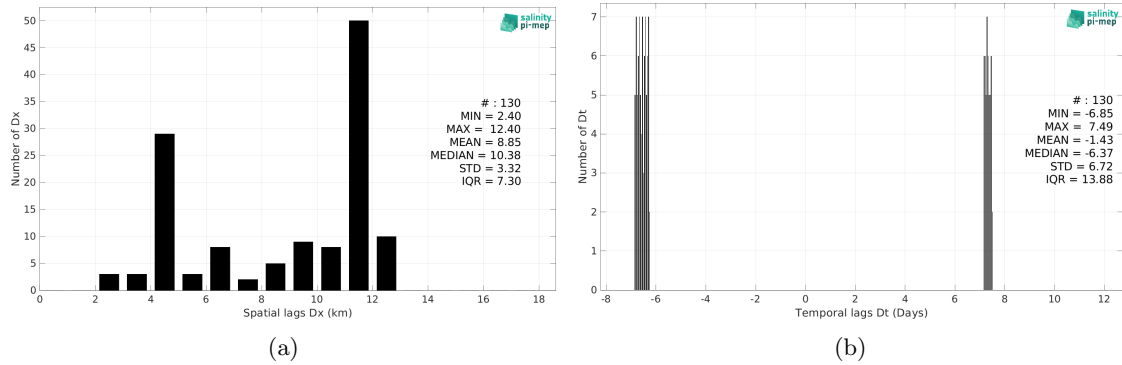 50
45
40
35
30
25
20
15
10
5
0
Number of Dx
0 2 4 6 8 10 12 14 16 18
Spatial lags Dx (km)
salinity
pi-mep
# : 130
MIN = 2.40
MAX = 12.40
MEAN = 8.85
MEDIAN = 10.38
STD = 3.32
IQR = 7.30
(a)
7
6
5
4
3
2
1
0
Number of Dt
-8 -6 -4 -2 0 2 4 6 8 10 12
Temporal lags Dt (Days)
salinity
pi-mep
# : 130
MIN = -6.85
MAX = 7.49
MEAN = -1.43
MEDIAN = -6.37
STD = 6.72
IQR = 13.88
(b)